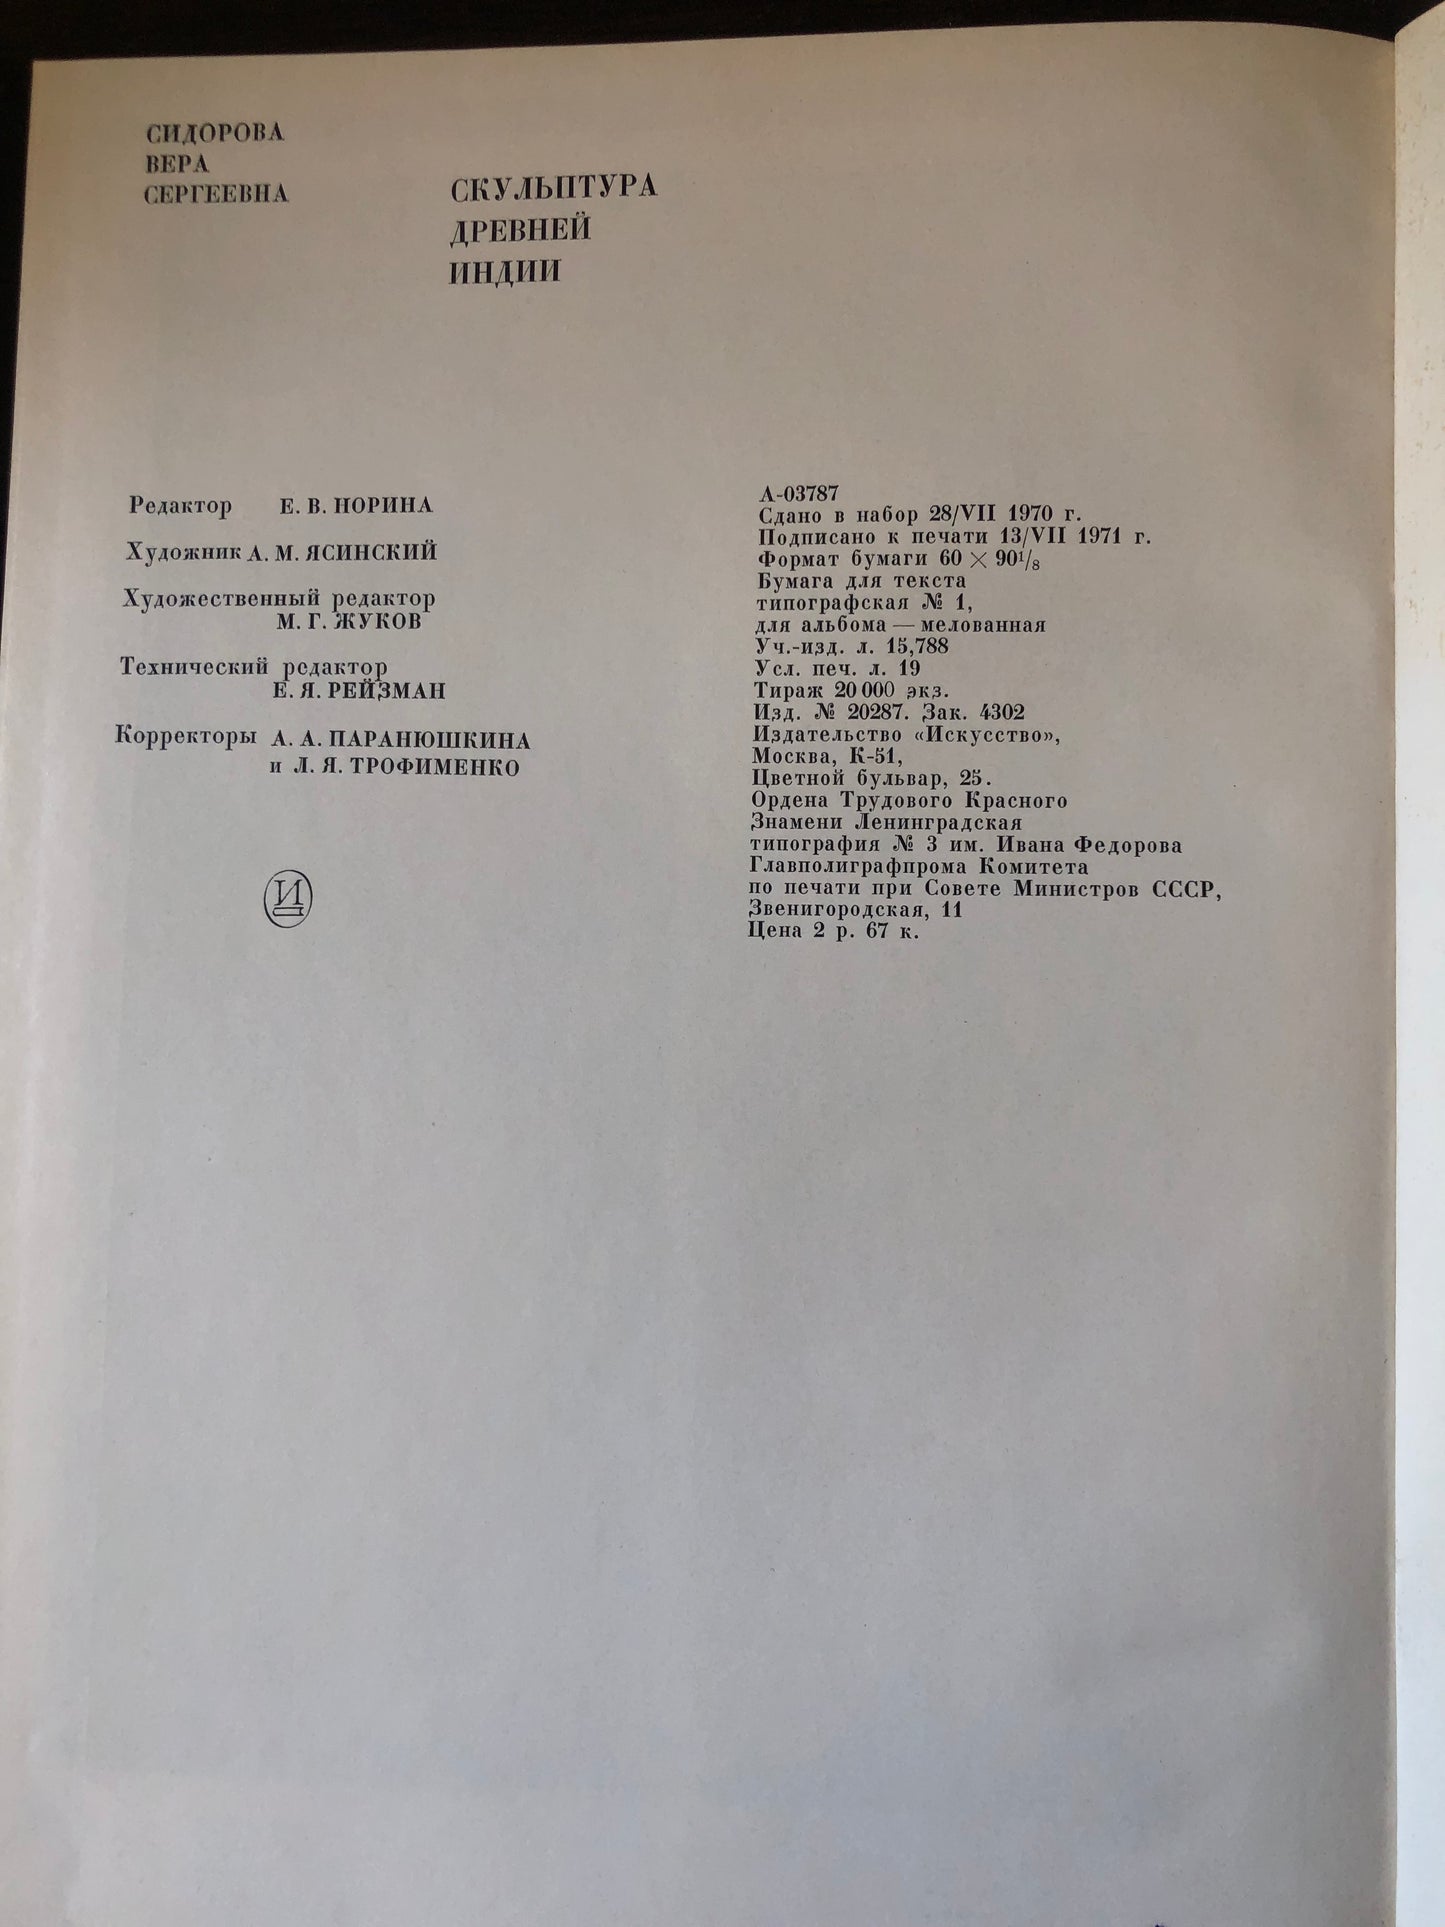 СИДОРОВА
ВЕРА
СЕРГЕЕВНА
СКУЛЬПТУРА
ДРЕВНЕЙ
ИНДИИ
Редактор Е. В. НОРИНА
Художник А. М. ЯСИНСКИЙ
Художественный редактор
М. Г. ЖУКОВ
Технический редактор
Е. Я. РЕЙЗМАН
Корректоры А. А. ПАРАНЮШКИНА
и Л. Я. ТРОФИМЕНКО
И
А-03787
Сдано в набор 28/VII 1970 г.
Подписано к печати 13/VII 1971 г.
Формат бумаги 60 × 90¹/₈
Бумага для текста
типографская № 1,
для альбома — мелованная
Уч.-изд. л. 15,788
Усл. печ. л. 19
Тираж 20 000 экз.
Изд. № 20287. Зак. 4302
Издательство «Искусство»,
Москва, К-51,
Цветной бульвар, 25.
Ордена Трудового Красного
Знамени Ленинградская
типография № 3 им. Ивана Федорова
Главполиграфпрома Комитета
по печати при Совете Министров СССР,
Звенигородская, 11
Цена 2 р. 67 к.